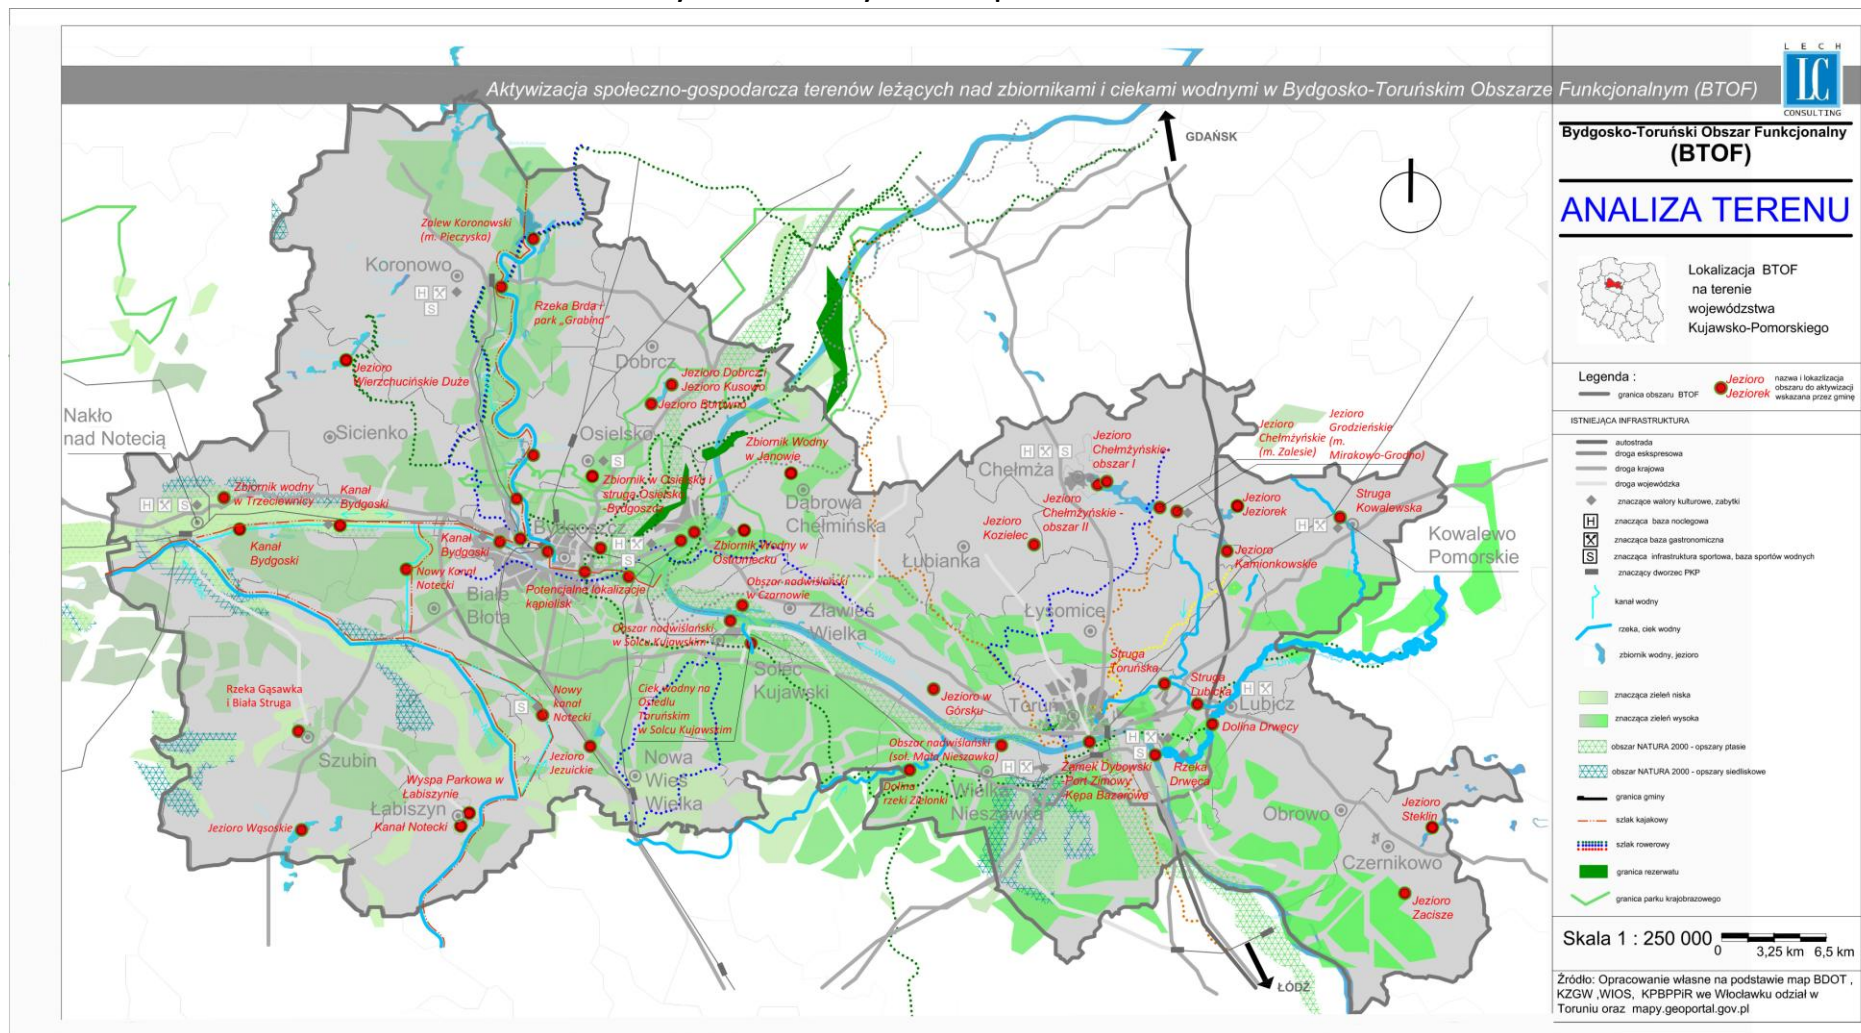 Aktywizacja społeczno-gospodarcza terenów leżących nad zbiornikami i ciekami wodnymi w Bydgosko-Toruńskim Obszarze Funkcjonalnym (BTOF)
LECH
LC
CONSULTING
Bydgosko-Toruński Obszar Funkcjonalny
(BTOF)
ANALIZA TERENU
Lokalizacja BTOF
na terenie
województwa
Kujawsko-Pomorskiego
Legenda :
granica obszaru BTOF
Jezioro
Jeziorek
nazwa i lokazlizacja
obszaru do aktywizacji
wskazana przez gminę
ISTNIEJĄCA INFRASTRUKTURA
autostrada
droga eskspresowa
droga krajowa
droga wojewódzka
znaczące walory kulturowe, zabytki
H
znacząca baza noclegowa
znacząca baza gastronomiczna
S
znacząca infrastruktura sportowa, baza sportów wodnych
znaczący dworzec PKP
kanał wodny
rzeka, ciek wodny
zbiornik wodny, jezioro
znacząca zieleń niska
znacząca zieleń wysoka
obszar NATURA 2000 - opszary ptasie
obszar NATURA 2000 - opszary siedliskowe
granica gminy
szlak kajakowy
szlak rowerowy
granica rezerwatu
granica parku krajobrazowego
Skala 1 : 250 000
0
3,25 km
6,5 km
Źródło: Opracowanie własne na podstawie map BDOT ,
KZGW ,WIOS, KPBPPiR we Włocławku odział w
Toruniu oraz mapy.geoportal.gov.pl
GDAŃSK
Zalew Koronowski
(m. Pieczyska)
Koronowo
H
S
Rzeka Brda i
park „Grabina”
Dobrcz
Jezioro
Wierzchucińskie Duże
Jezioro Dobrcz i
Jezioro Kusowo
Jezioro Borówno
Nakło
nad Notecią
Sicienko
Osielsko
S
Zbiornik Wodny
w Janowie
Dąbrowa
Chełmińska
Zbiornik w Osielsku i
struga Osielsko
-Bydgoszcz
Zbiornik wodny
w Trzeciewnicy
H
S
Kanał
Bydgoski
Kanał
Bydgoski
Kanał
Bydgoski
Bydgoszcz
H
S
Zbiornik Wodny w
Ostromecku
Nowy Kanał
Notecki
Białe
Błota
Potencjalne lokalizacje
kąpielisk
Obszar nadwiślański
w Czarnowie
Zławieś
Wielka
Obszar nadwiślański
w Solcu Kujawskim
Solec
Kujawski
Wisła
Chełmża
H
S
Jezioro
Chełmżyńskie-
obszar I
Jezioro
Chełmżyńskie
(m. Zalesie)
Jezioro
Grodzieńskie
(m.
Mirakowo-Grodno)
Jezioro
Chełmżyńskie -
obszar II
Jezioro
Jeziorek
Struga
Kowalewska
H
Kowalewo
Pomorskie
Jezioro
Kozielec
Łubianka
Jezioro
Kamionkowskie
Łysomice
Struga
Toruńska
Struga
Lubicka
H
Lubicz
Dolina Drwęcy
Rzeka Gąsawka
i Biała Struga
Szubin
S
Nowy
kanał
Notecki
Ciek wodny na
Osiedlu
Toruńskim
w Solcu Kujawskim
Jezioro w
Górsku
Toruń
Jezioro
Jezuickie
Nowa
Wieś
Wielka
Obszar nadwiślański
(soł. Mała Nieszawka)
H
Dolina
rzeki Zielonki
Wielka
Nieszawka
Zamek Dybowski
Port Zimowy
Kępa Bazarowa
H
S
Rzeka
Drwęca
Wyspa Parkowa w
Łabiszynie
Łabiszyn
Kanał Notecki
Jezioro Wąsoskie
Obrowo
Jezioro
Steklin
Czernikowo
Jezioro
Zacisze
ŁÓDŹ